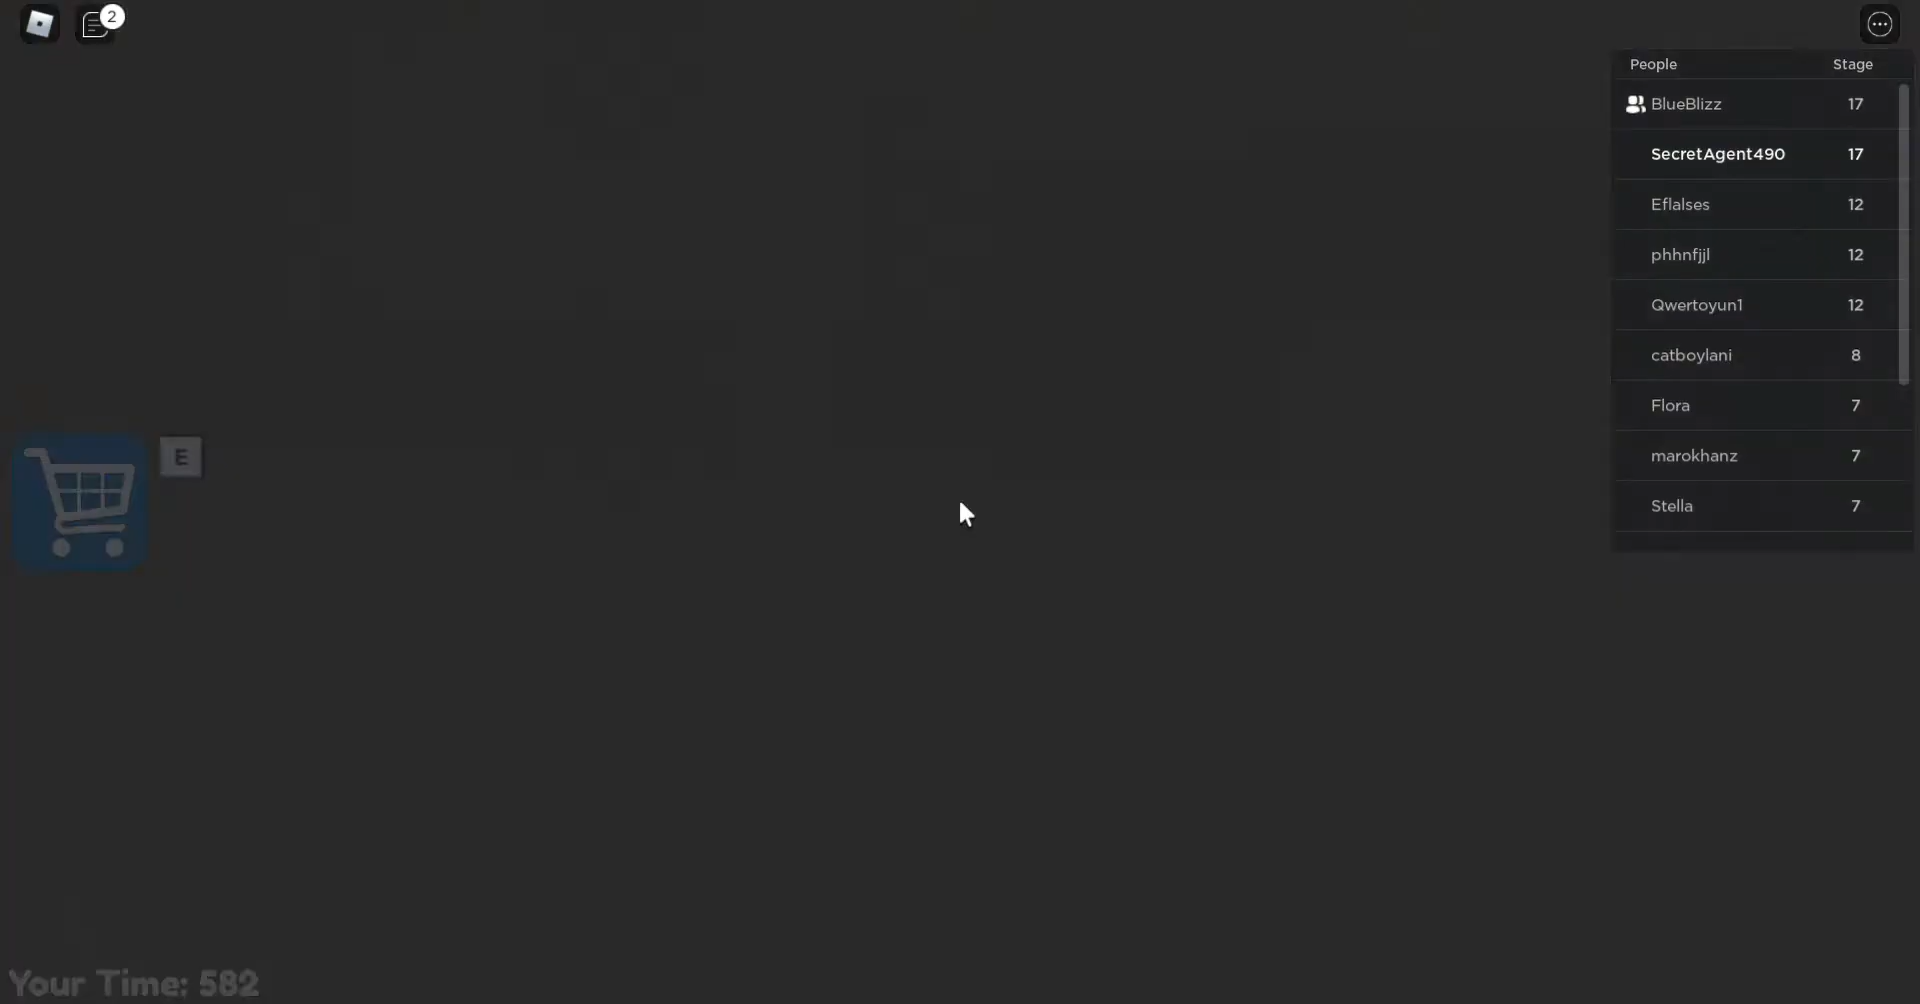 2
People Stage
BlueBlizz 17
SecretAgent490 17
Eflalses 12
phhnfjjl 12
Qwertoyun1 12
catboylani 8
Flora 7
marokhanz 7
Stella 7
E
Your Time: 582